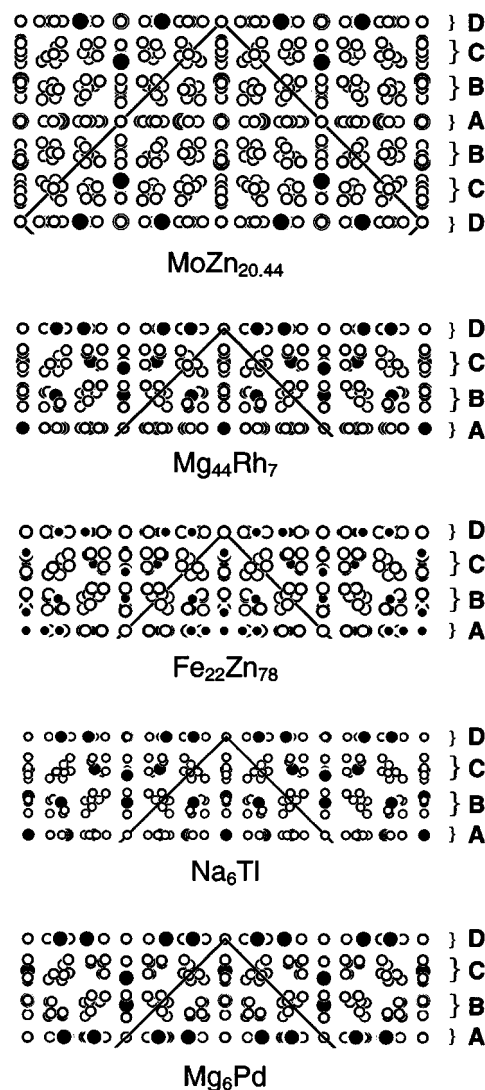 } D
} C
} B
} A
} B
} C
} D
MoZn20.44
} D
} C
} B
} A
Mg44Rh7
} D
} C
} B
} A
Fe22Zn78
} D
} C
} B
} A
Na6Tl
} D
} C
} B
} A
Mg6Pd